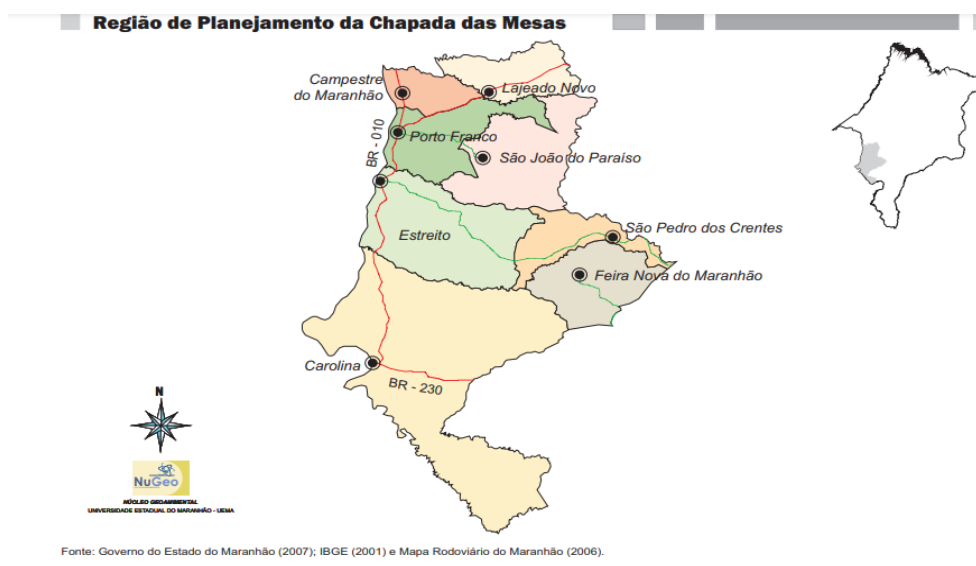 Região de Planejamento da Chapada das Mesas
Campestre
do Maranhão
Lajeado Novo
BR - 010
Porto Franco
São João do Paraíso
Estreito
São Pedro dos Crentes
Feira Nova do Maranhão
Carolina
BR - 230
N
NuGeo
NÚCLEO GEOAMBIENTAL
UNIVERSIDADE ESTADUAL DO MARANHÃO - UEMA
Fonte: Governo do Estado do Maranhão (2007); IBGE (2001) e Mapa Rodoviário do Maranhão (2006).